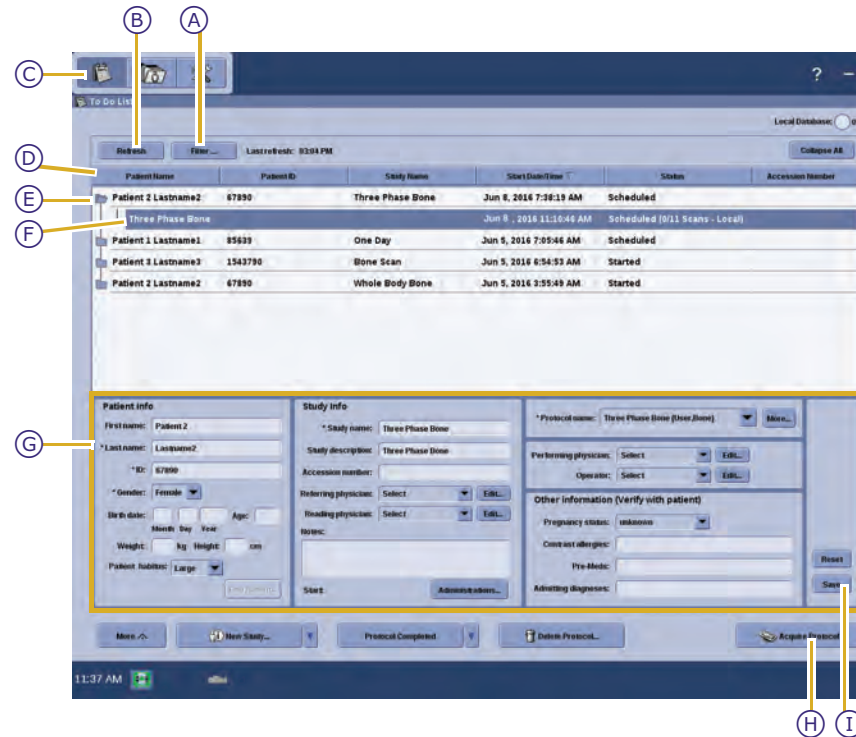 B A
C
? –
To Do List
Local Database:
Refresh Filter... Last refresh: 03:04 PM Collapse All
D
Patient Name Patient ID Study Name Start Date/Time Status Accession Number
E Patient 2 Lastname2 67890 Three Phase Bone Jun 8, 2016 7:38:19 AM Scheduled
F Three Phase Bone Jun 8 , 2016 11:10:46 AM Scheduled (0/11 Scans - Local)
Patient 1 Lastname1 85639 One Day Jun 5, 2016 7:05:46 AM Scheduled
Patient 3 Lastname3 1543790 Bone Scan Jun 5, 2016 6:54:53 AM Started
Patient 2 Lastname2 67890 Whole Body Bone Jun 5, 2016 3:55:49 AM Started
G
Patient info
First name: Patient 2
*Last name: Lastname2
*ID: 67890
*Gender: Female
Birth date: Age:
Month Day Year
Weight: kg Height: cm
Patient habitus: Large
Study Info
*Study name: Three Phase Bone
Study description: Three Phase Bone
Accession number:
Referring physician: Select Edit...
Reading physician: Select Edit...
Notes:
Start: Administrations...
*Protocol name: Three Phase Bone [User,Bone] More...
Performing physician: Select Edit...
Operator: Select Edit...
Other information (Verify with patient)
Pregnancy status: unknown
Contrast allergies:
Pre-Meds:
Admitting diagnoses:
Reset
Save
More New Study... Protocol Completed Delete Protocol... Acquire Protocol
11:37 AM
H I